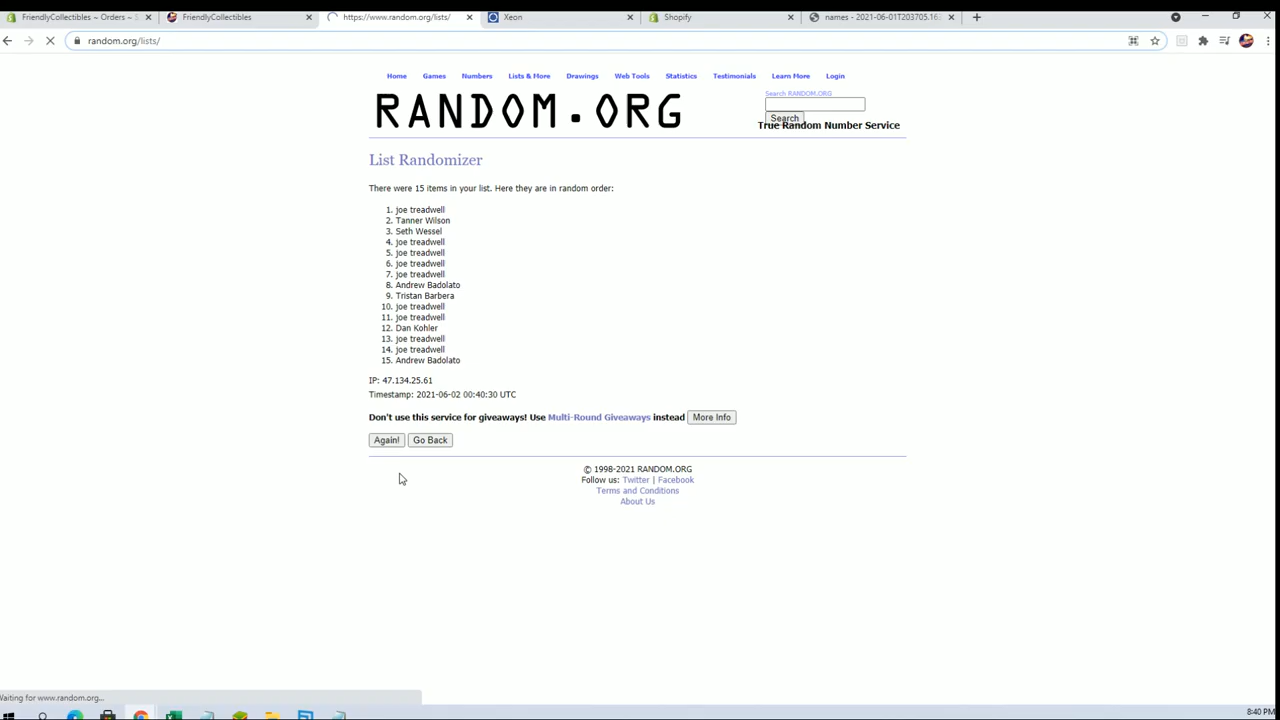 FriendlyCollectibles ~ Orders ~ S
FriendlyCollectibles
https://www.random.org/lists/
Xeon
Shopify
names - 2021-06-01T203705.16
random.org/lists/
Home Games Numbers Lists & More Drawings Web Tools Statistics Testimonials Learn More Login
RANDOM.ORG
Search RANDOM.ORG
Search
True Random Number Service
List Randomizer
There were 15 items in your list. Here they are in random order:
1. joe treadwell
2. Tanner Wilson
3. Seth Wessel
4. joe treadwell
5. joe treadwell
6. joe treadwell
7. joe treadwell
8. Andrew Badolato
9. Tristan Barbera
10. joe treadwell
11. joe treadwell
12. Dan Kohler
13. joe treadwell
14. joe treadwell
15. Andrew Badolato
IP: 47.134.25.61
Timestamp: 2021-06-02 00:40:30 UTC
Don't use this service for giveaways! Use Multi-Round Giveaways instead More Info
Again! Go Back
© 1998-2021 RANDOM.ORG
Follow us: Twitter | Facebook
Terms and Conditions
About Us
Waiting for www.random.org...
8:40 PM